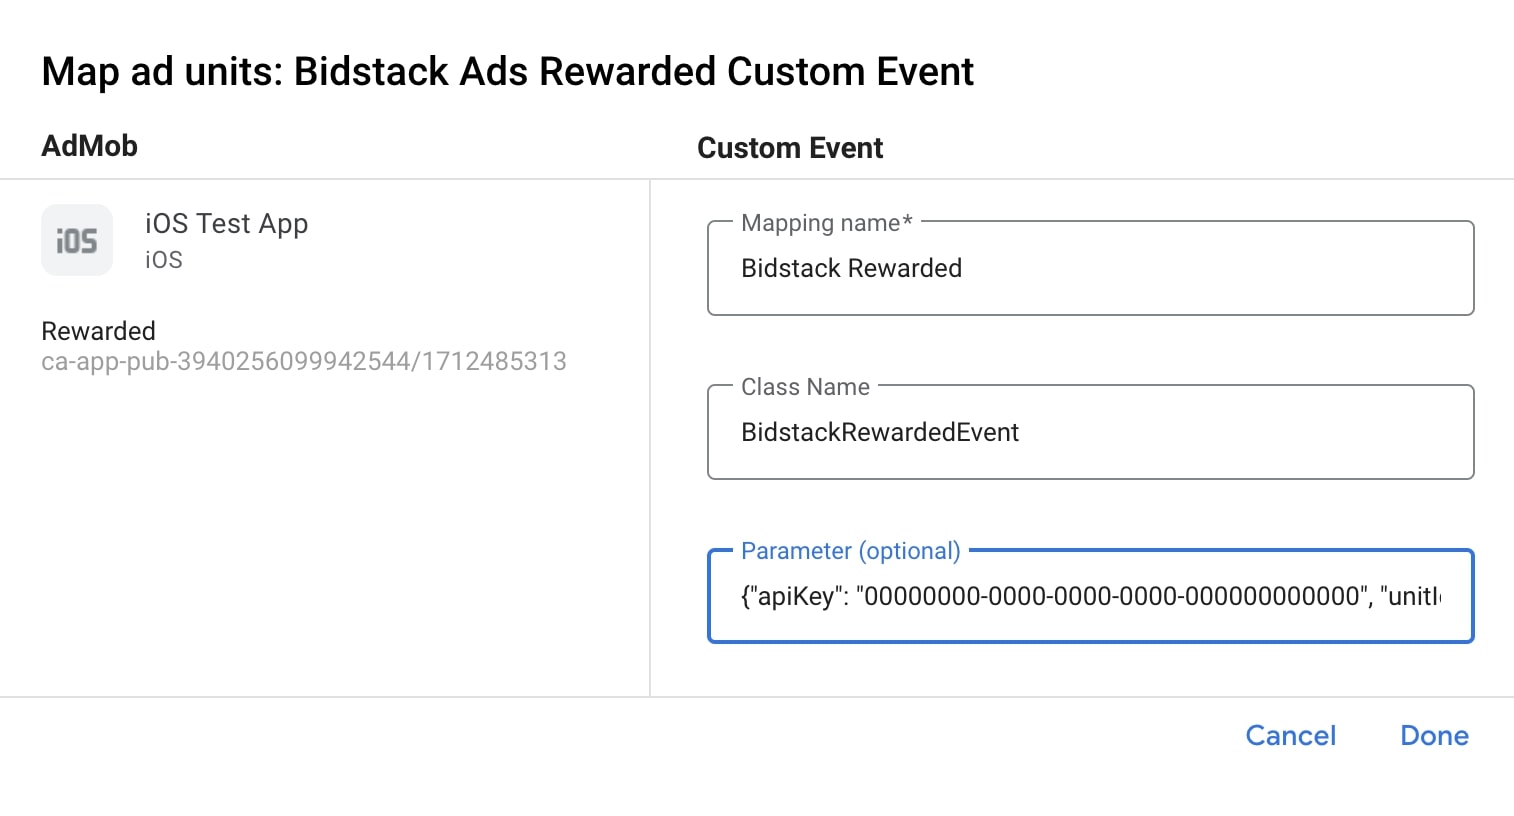 Map ad units: Bidstack Ads Rewarded Custom Event
AdMob
Custom Event
iOS
iOS Test App
iOS
Rewarded
ca-app-pub-3940256099942544/1712485313
Mapping name*
Bidstack Rewarded
Class Name
BidstackRewardedEvent
Parameter (optional)
{"apiKey": "00000000-0000-0000-0000-000000000000", "unitI
Cancel
Done